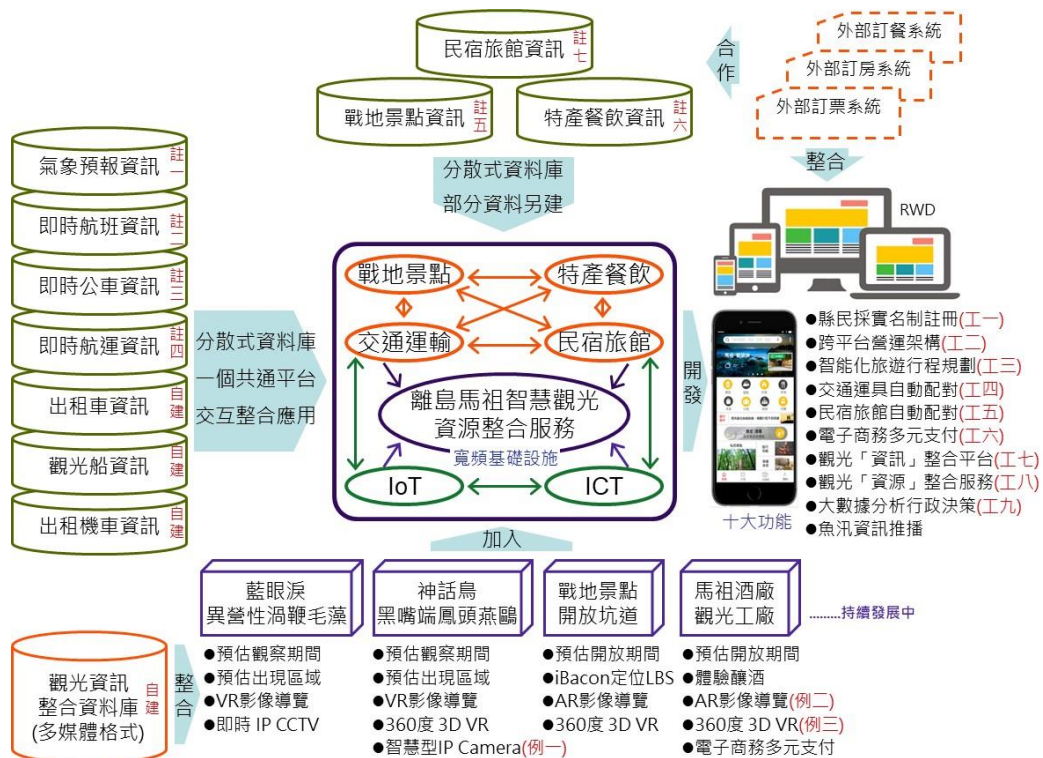 民宿旅館資訊
註七
戰地景點資訊
註五
特產餐飲資訊
註六
合作
外部訂餐系統
外部訂房系統
外部訂票系統
整合
RWD
分散式資料庫
部分資料另建
氣象預報資訊
註一
即時航班資訊
註二
即時公車資訊
註三
即時航運資訊
註四
出租車資訊
自建
觀光船資訊
自建
出租機車資訊
自建
分散式資料庫
一個共通平台
交互整合應用
戰地景點
特產餐飲
交通運輸
民宿旅館
離島馬祖智慧觀光
資源整合服務
寬頻基礎設施
IoT
ICT
開發
十大功能
●縣民採實名制註冊(工一)
●跨平台營運架構(工二)
●智能化旅遊行程規劃(工三)
●交通運具自動配對(工四)
●民宿旅館自動配對(工五)
●電子商務多元支付(工六)
●觀光「資訊」整合平台(工七)
●觀光「資源」整合服務(工八)
●大數據分析行政決策(工九)
●魚汛資訊推播
加入
藍眼淚
異營性渦鞭毛藻
神話鳥
黑嘴端鳳頭燕鷗
戰地景點
開放坑道
馬祖酒廠
觀光工廠
.........持續發展中
觀光資訊
整合資料庫
(多媒體格式)
自建
整合
●預估觀察期間
●預估出現區域
●VR影像導覽
●即時 IP CCTV
●預估觀察期間
●預估出現區域
●VR影像導覽
●360度 3D VR
●智慧型IP Camera(例一)
●預估開放期間
●iBacon定位LBS
●AR影像導覽
●360度 3D VR
●預估開放期間
●體驗釀酒
●AR影像導覽(例二)
●360度 3D VR(例三)
●電子商務多元支付